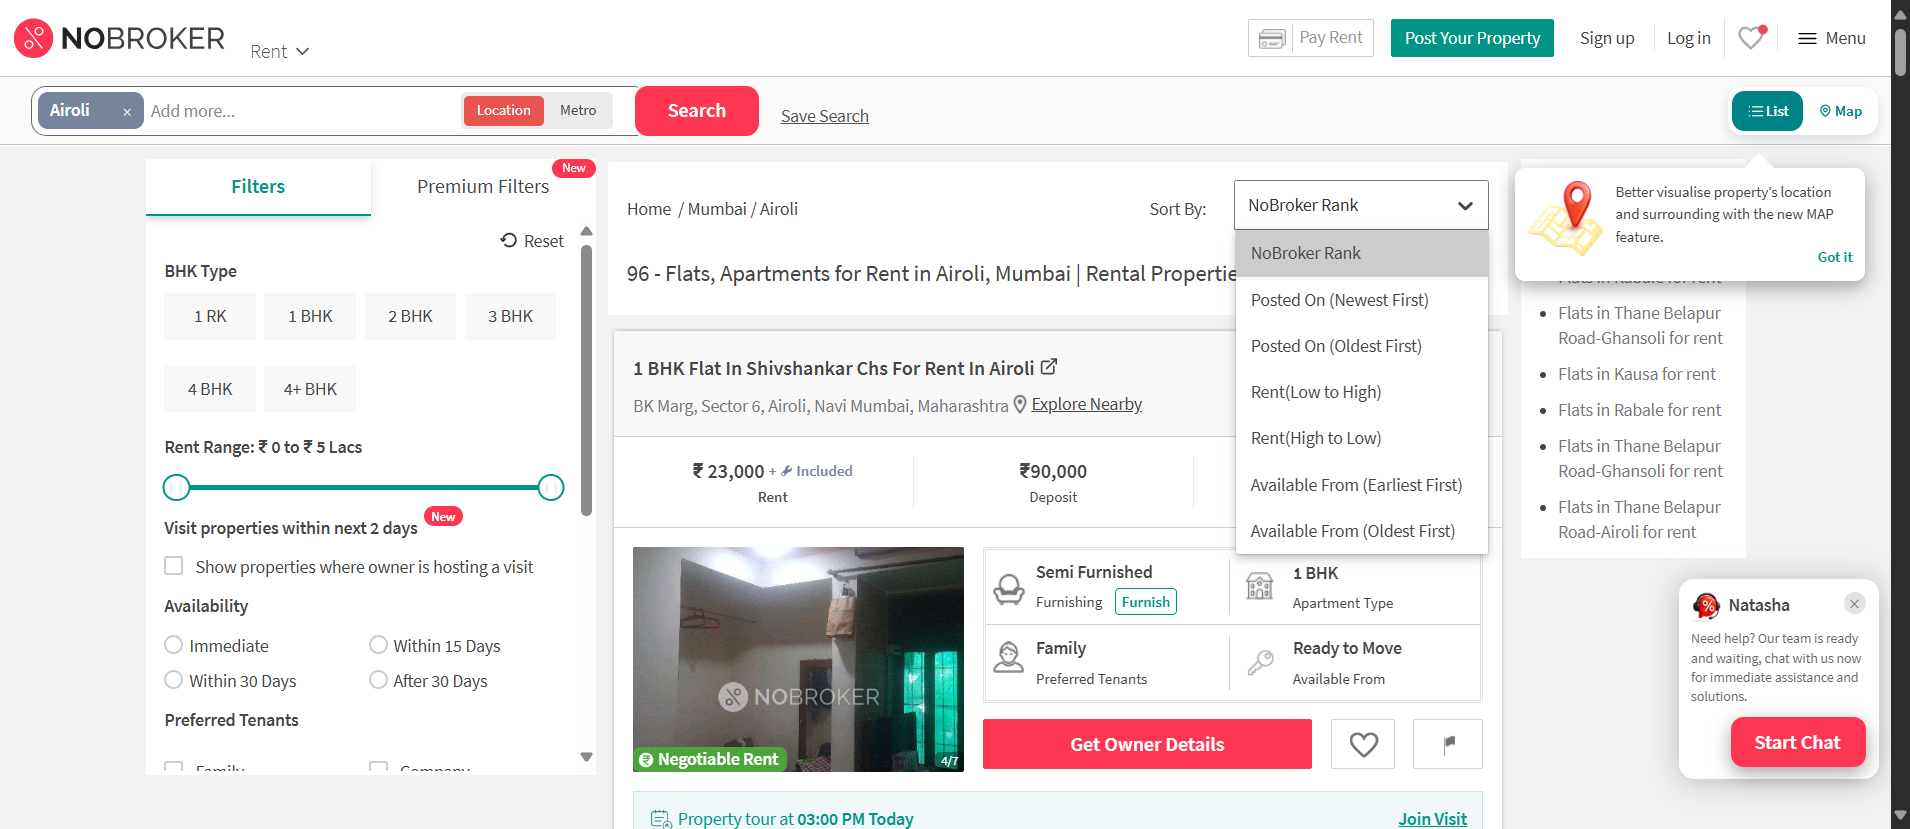 NOBROKER
Rent
Pay Rent
Post Your Property
Sign up
Log in
Menu
Airoli ×
Add more...
Location
Metro
Search
Save Search
List
Map
Filters
Premium Filters
New
Reset
BHK Type
1 RK
1 BHK
2 BHK
3 BHK
4 BHK
4+ BHK
Rent Range: ₹ 0 to ₹ 5 Lacs
Visit properties within next 2 days
New
Show properties where owner is hosting a visit
Availability
Immediate
Within 15 Days
Within 30 Days
After 30 Days
Preferred Tenants
Family
Company
Home / Mumbai / Airoli
Sort By:
NoBroker Rank
NoBroker Rank
Posted On (Newest First)
Posted On (Oldest First)
Rent(Low to High)
Rent(High to Low)
Available From (Earliest First)
Available From (Oldest First)
96 - Flats, Apartments for Rent in Airoli, Mumbai | Rental Propertie
1 BHK Flat In Shivshankar Chs For Rent In Airoli
BK Marg, Sector 6, Airoli, Navi Mumbai, Maharashtra
Explore Nearby
₹ 23,000 + Included
Rent
₹90,000
Deposit
NOBROKER
Negotiable Rent
4/7
Semi Furnished
Furnishing
Furnish
1 BHK
Apartment Type
Family
Preferred Tenants
Ready to Move
Available From
Get Owner Details
Property tour at 03:00 PM Today
Join Visit
Better visualise property's location
and surrounding with the new MAP
feature.
Got it
Flats in Rabale for rent
Flats in Thane Belapur
Road-Ghansoli for rent
Flats in Kausa for rent
Flats in Rabale for rent
Flats in Thane Belapur
Road-Ghansoli for rent
Flats in Thane Belapur
Road-Airoli for rent
Natasha
Need help? Our team is ready
and waiting, chat with us now
for immediate assistance and
solutions.
Start Chat